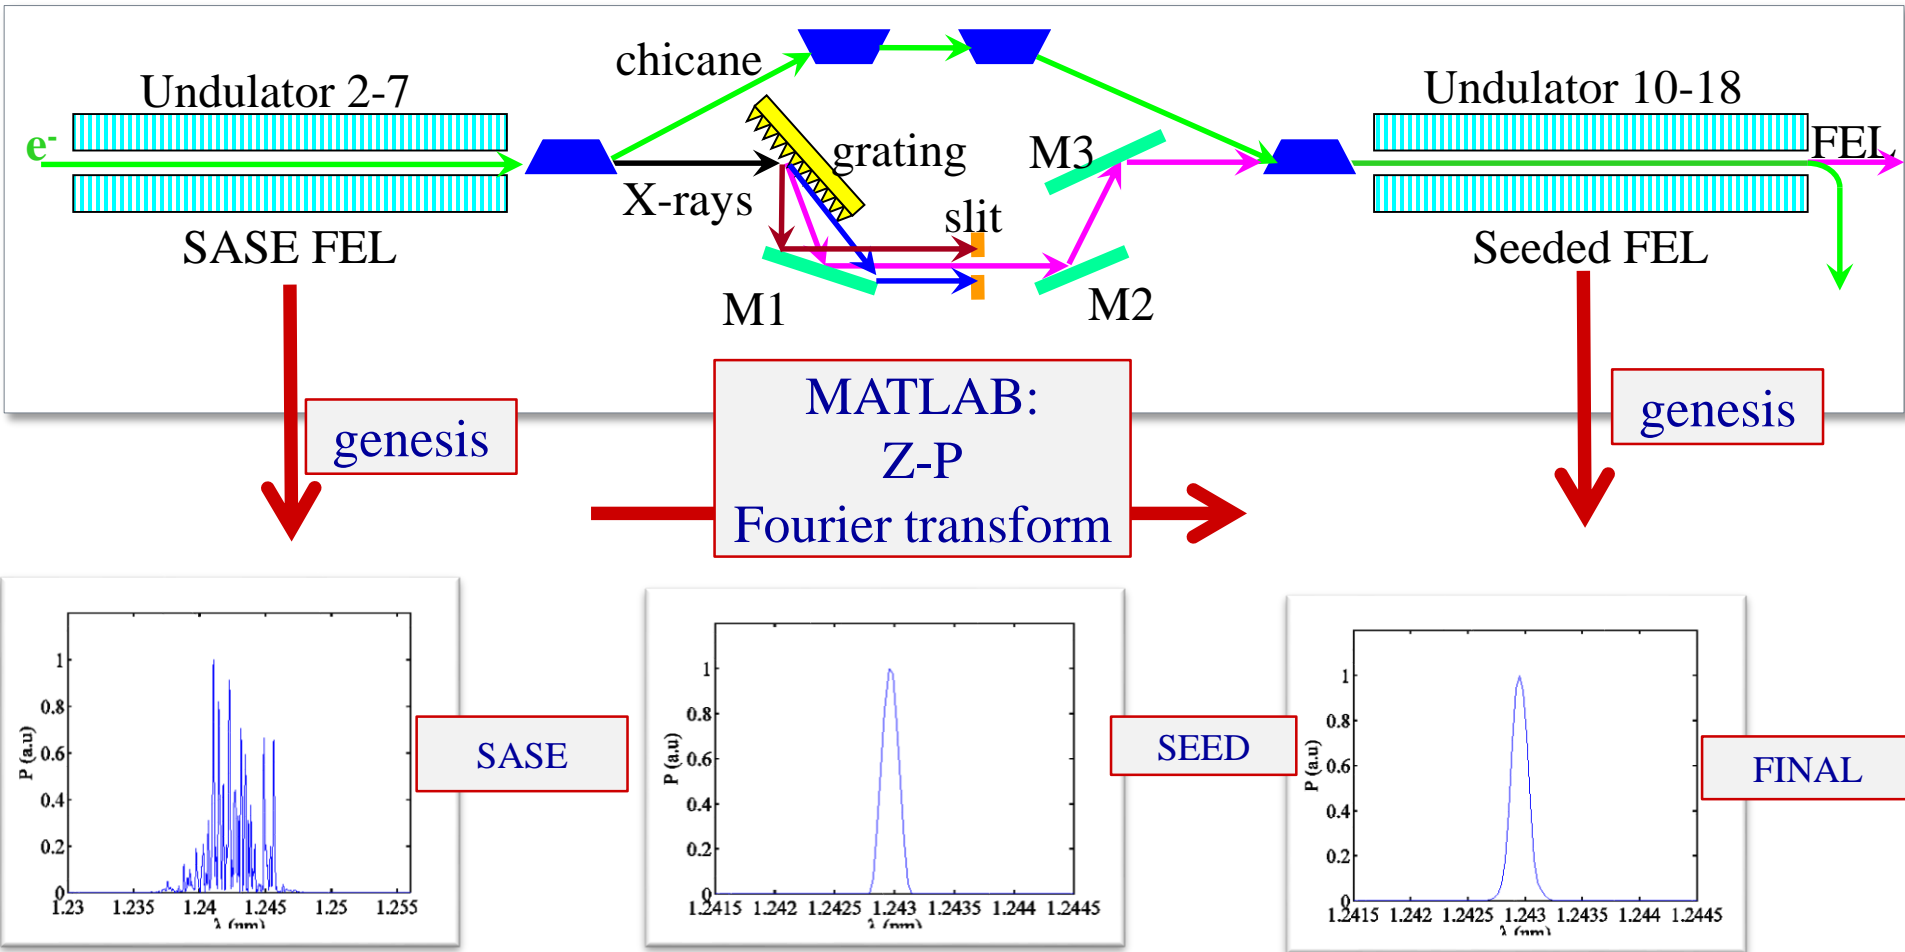 chicane
Undulator 2-7
Undulator 10-18
e-
grating
M3
FEL
X-rays
slit
SASE FEL
Seeded FEL
M1
M2
genesis
MATLAB:
Z-P
Fourier transform
genesis
P (a.u)
1
0.8
0.6
0.4
0.2
0
1.23 1.235 1.24 1.245 1.25 1.255
λ (nm)
SASE
P (a.u)
1
0.8
0.6
0.4
0.2
0
1.2415 1.242 1.2425 1.243 1.2435 1.244 1.2445
λ (nm)
SEED
P (a.u)
1
0.8
0.6
0.4
0.2
0
1.2415 1.242 1.2425 1.243 1.2435 1.244 1.2445
λ (nm)
FINAL